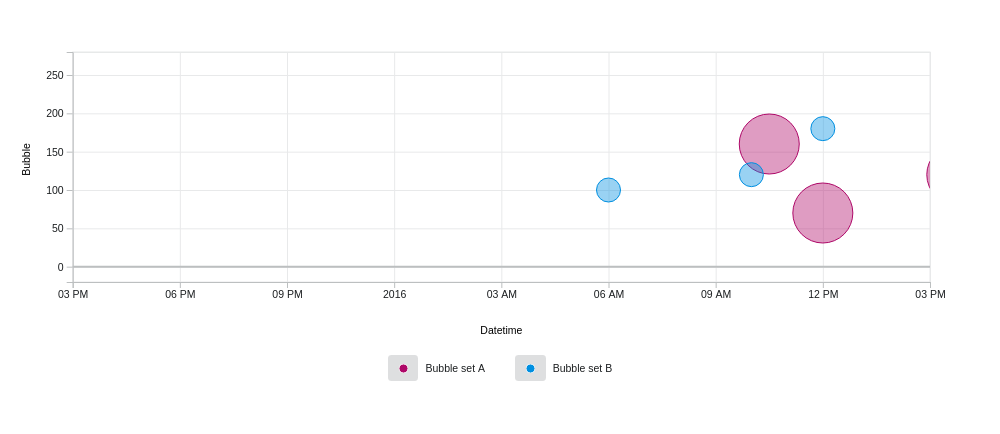 250
200
150
100
50
0
Bubble
03 PM 06 PM 09 PM 2016 03 AM 06 AM 09 AM 12 PM 03 PM
Datetime
Bubble set A Bubble set B